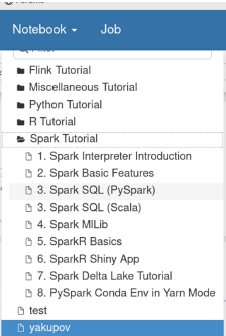 Notebook Job
Flink Tutorial
Miscellaneous Tutorial
Python Tutorial
R Tutorial
Spark Tutorial
1. Spark Interpreter Introduction
2. Spark Basic Features
3. Spark SQL (PySpark)
3. Spark SQL (Scala)
4. Spark MlLib
5. SparkR Basics
6. SparkR Shiny App
7. Spark Delta Lake Tutorial
8. PySpark Conda Env in Yarn Mode
test
yakupov